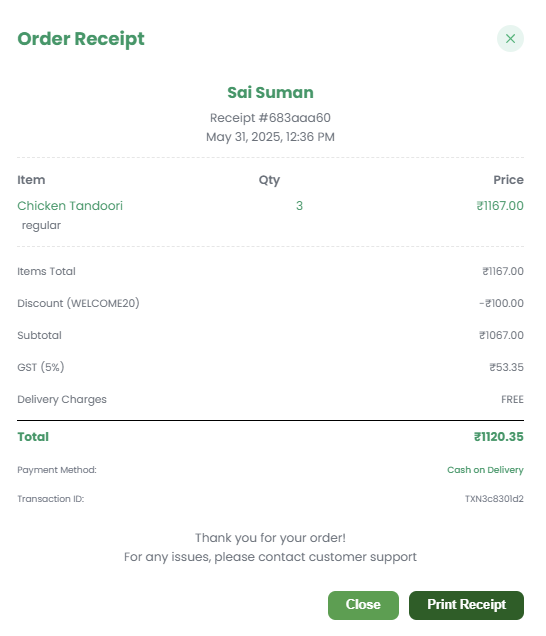 Order Receipt
Sai Suman
Receipt #683aaa60
May 31, 2025, 12:36 PM
Item Qty Price
Chicken Tandoori 3 ₹1167.00
regular
Items Total ₹1167.00
Discount (WELCOME20) -₹100.00
Subtotal ₹1067.00
GST (5%) ₹53.35
Delivery Charges FREE
Total ₹1120.35
Payment Method: Cash on Delivery
Transaction ID: TXN3c8301d2
Thank you for your order!
For any issues, please contact customer support
Close Print Receipt